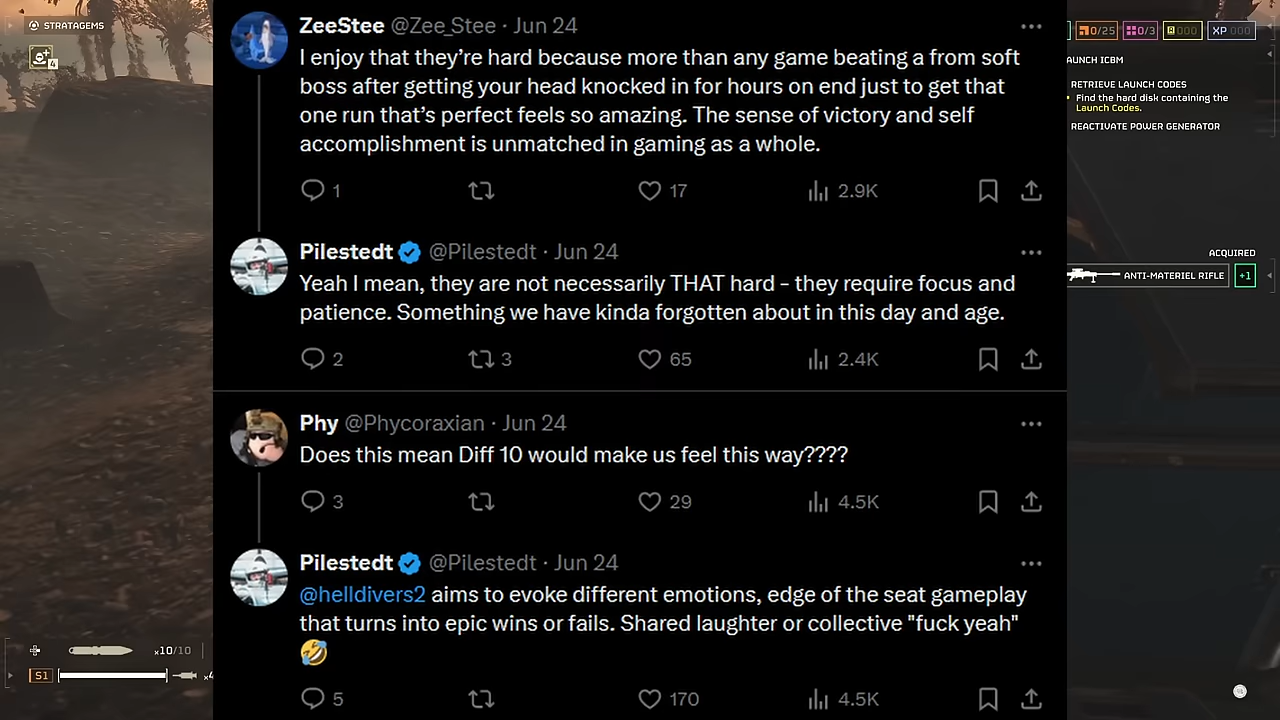 STRATAGEMS
4
ZeeStee @Zee_Stee · Jun 24
I enjoy that they’re hard because more than any game beating a from soft
boss after getting your head knocked in for hours on end just to get that
one run that’s perfect feels so amazing. The sense of victory and self
accomplishment is unmatched in gaming as a whole.
1 17 2.9K
Pilestedt @Pilestedt · Jun 24
Yeah I mean, they are not necessarily THAT hard - they require focus and
patience. Something we have kinda forgotten about in this day and age.
2 3 65 2.4K
Phy @Phycoraxian · Jun 24
Does this mean Diff 10 would make us feel this way????
3 29 4.5K
Pilestedt @Pilestedt · Jun 24
@helldivers2 aims to evoke different emotions, edge of the seat gameplay
that turns into epic wins or fails. Shared laughter or collective "fuck yeah"
🤣
5 170 4.5K
0/25 0/3 000 XP 000
AUNCH ICBM
RETRIEVE LAUNCH CODES
Find the hard disk containing the
Launch Codes.
REACTIVATE POWER GENERATOR
ACQUIRED
ANTI-MATERIEL RIFLE +1
x10/10
S1